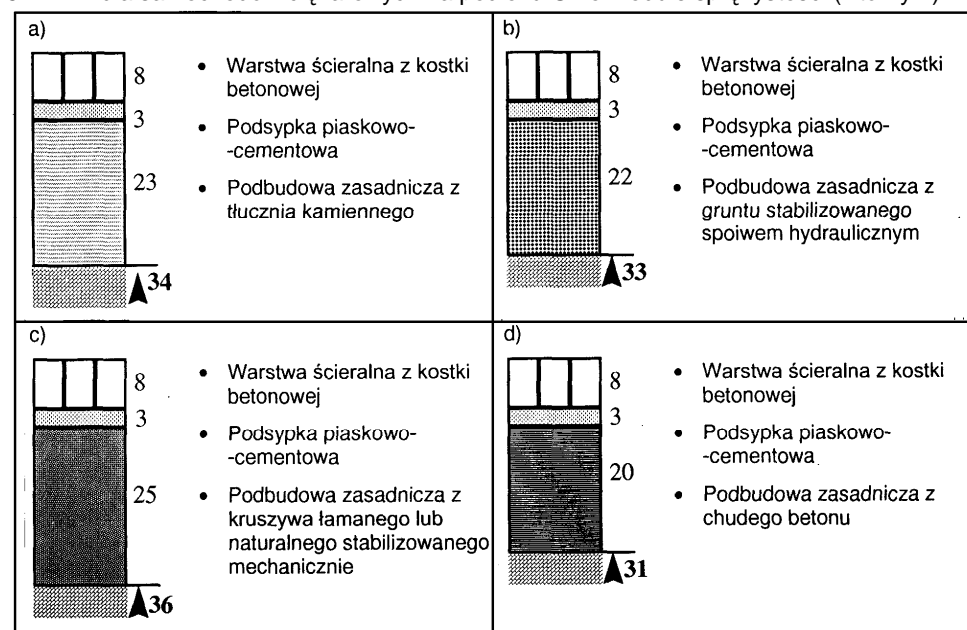 a)
8
3
23
34
• Warstwa ścieralna z kostki
betonowej
• Podsypka piaskowo-
-cementowa
• Podbudowa zasadnicza z
tłucznia kamiennego
b)
8
3
22
33
• Warstwa ścieralna z kostki
betonowej
• Podsypka piaskowo-
-cementowa
• Podbudowa zasadnicza z
gruntu stabilizowanego
spoiwem hydraulicznym
c)
8
3
25
36
• Warstwa ścieralna z kostki
betonowej
• Podsypka piaskowo-
-cementowa
• Podbudowa zasadnicza z
kruszywa łamanego lub
naturalnego stabilizowanego
mechanicznie
d)
8
3
20
31
• Warstwa ścieralna z kostki
betonowej
• Podsypka piaskowo-
-cementowa
• Podbudowa zasadnicza z
chudego betonu